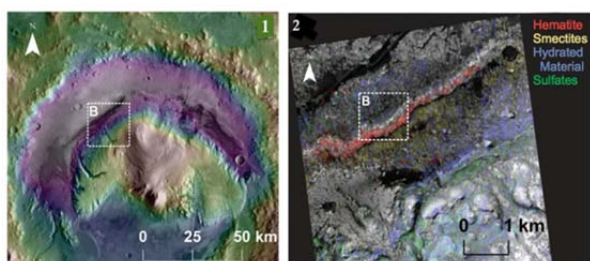 N
1
B
0 25 50 km
2
Hematite
Smectites
Hydrated
Material
Sulfates
B
0 1 km